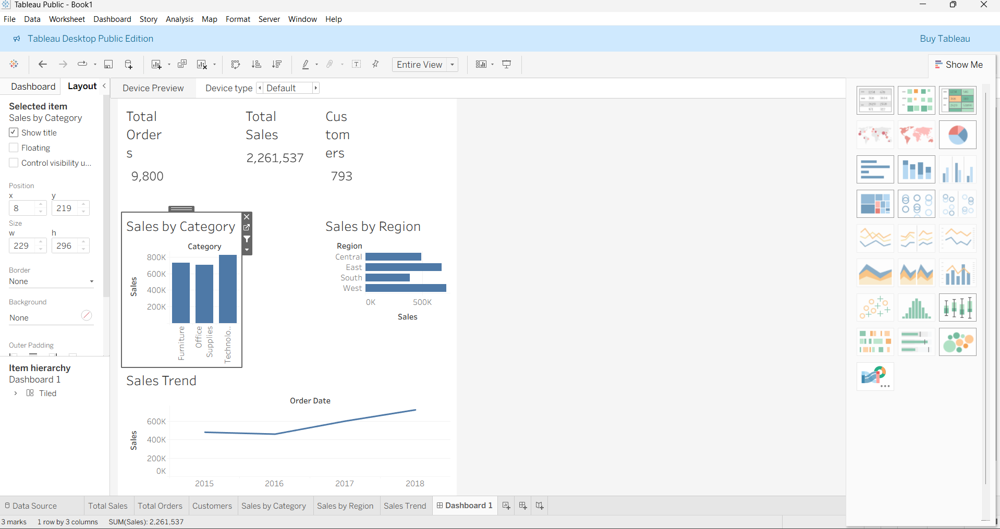 Tableau Public - Book1
File Data Worksheet Dashboard Story Analysis Map Format Server Window Help
Tableau Desktop Public Edition
Buy Tableau
Entire View
Show Me
Dashboard
Layout
Device Preview
Device type
Default
Selected item
Sales by Category
Show title
Floating
Control visibility u...
Position
x
y
8
219
Size
w
h
229
296
Border
None
Background
None
Outer Padding
Item hierarchy
Dashboard 1
Tiled
Total
Order
s
9,800
Total
Sales
2,261,537
Cus
tom
ers
793
Sales by Category
Category
Sales
800K
600K
400K
200K
Furniture
Office
Supplies
Technolo..
Sales by Region
Region
Central
East
South
West
0K
500K
Sales
Sales Trend
Order Date
Sales
600K
400K
200K
0K
2015
2016
2017
2018
Data Source
Total Sales
Total Orders
Customers
Sales by Category
Sales by Region
Sales Trend
Dashboard 1
3 marks
1 row by 3 columns
SUM(Sales): 2,261,537